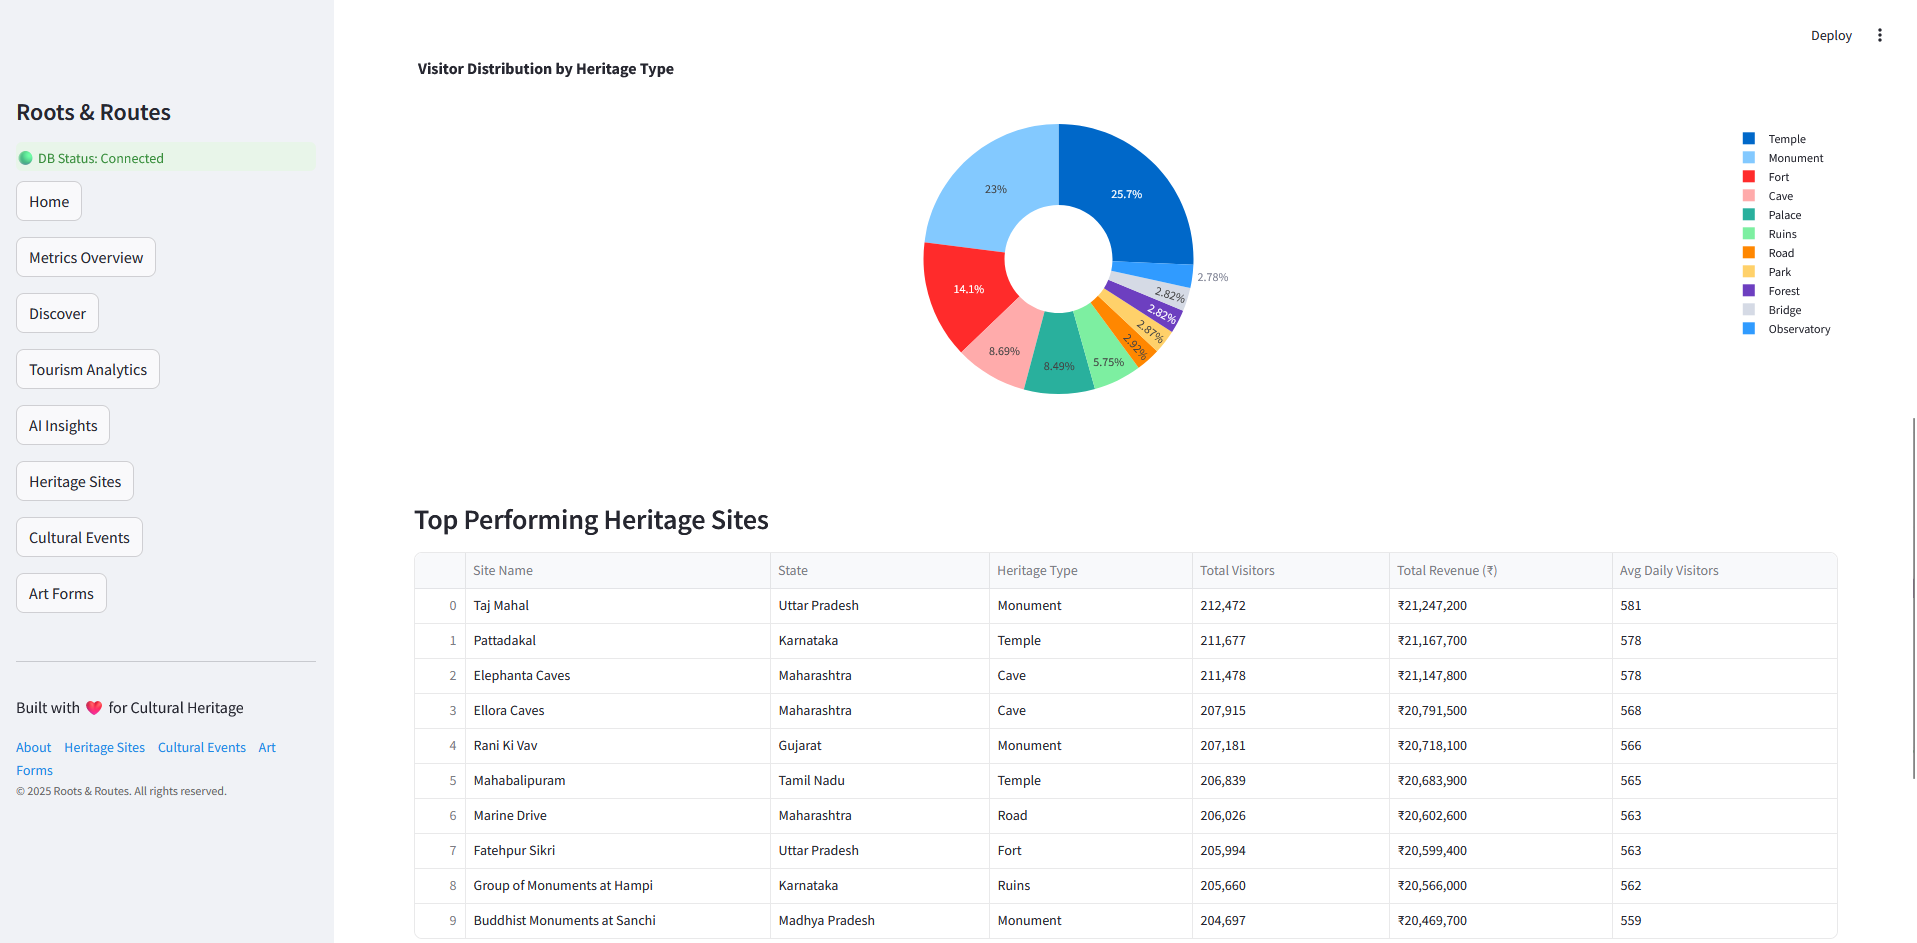 Deploy
Roots & Routes
DB Status: Connected
Home
Metrics Overview
Discover
Tourism Analytics
AI Insights
Heritage Sites
Cultural Events
Art Forms
Built with ❤️ for Cultural Heritage
About Heritage Sites Cultural Events Art
Forms
© 2025 Roots & Routes. All rights reserved.
Visitor Distribution by Heritage Type
25.7%
23%
14.1%
8.69%
8.49%
5.75%
2.92%
2.87%
2.82%
2.82%
2.78%
Temple
Monument
Fort
Cave
Palace
Ruins
Road
Park
Forest
Bridge
Observatory
Top Performing Heritage Sites
Site Name State Heritage Type Total Visitors Total Revenue (₹) Avg Daily Visitors
0 Taj Mahal Uttar Pradesh Monument 212,472 ₹21,247,200 581
1 Pattadakal Karnataka Temple 211,677 ₹21,167,700 578
2 Elephanta Caves Maharashtra Cave 211,478 ₹21,147,800 578
3 Ellora Caves Maharashtra Cave 207,915 ₹20,791,500 568
4 Rani Ki Vav Gujarat Monument 207,181 ₹20,718,100 566
5 Mahabalipuram Tamil Nadu Temple 206,839 ₹20,683,900 565
6 Marine Drive Maharashtra Road 206,026 ₹20,602,600 563
7 Fatehpur Sikri Uttar Pradesh Fort 205,994 ₹20,599,400 563
8 Group of Monuments at Hampi Karnataka Ruins 205,660 ₹20,566,000 562
9 Buddhist Monuments at Sanchi Madhya Pradesh Monument 204,697 ₹20,469,700 559